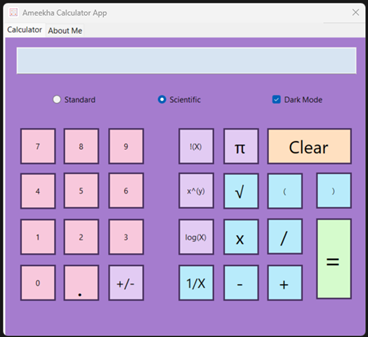 Ameekha Calculator App
Calculator About Me
Standard Scientific Dark Mode
7 8 9 !(X) π Clear
4 5 6 x^(y) √ ( )
1 2 3 log(X) x / =
0 . +/- 1/X - +